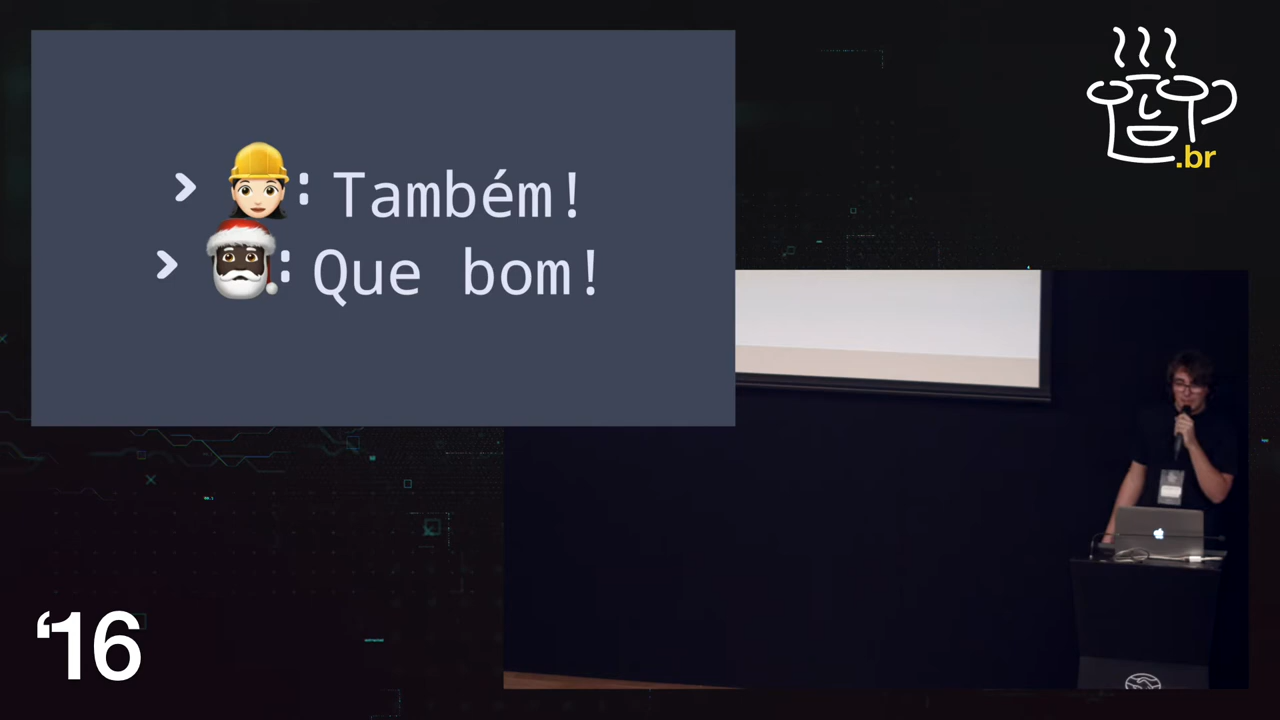 > : Também!
> : Que bom!
.br
‘16